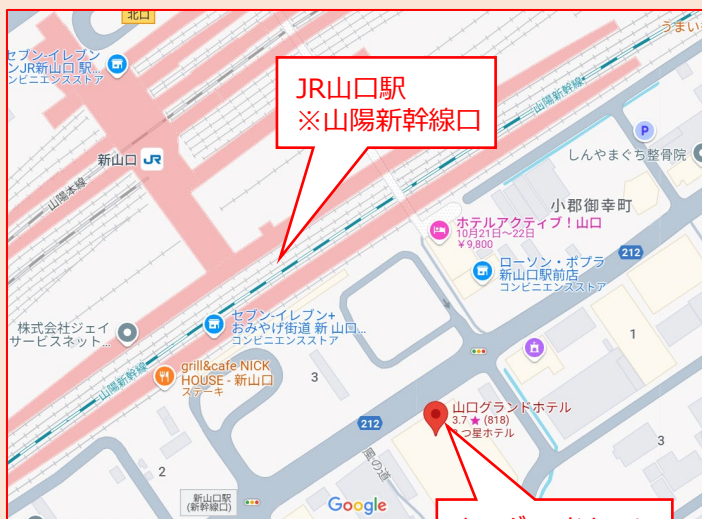 北口
うまい
セブン-イレブン
ンJR新山口 駅...
コンビニエンスストア
JR山口駅
※山陽新幹線口
山陽新幹線
P
しんやまぐち整骨院
新山口 JR
山陽本線
小郡御幸町
ホテルアクティブ！山口
10月21日～22日
￥9,800
212
ローソン・ポプラ
新山口駅前店
コンビニエンスストア
セブン-イレブン+
おみやげ街道 新 山口...
コンビニエンスストア
株式会社ジェイ
サービスネット...
1
grill&cafe NICK
HOUSE - 新山口
ステーキ
山陽新幹線
3
山口グランドホテル
3.7 ★ (818)
つ星ホテル
212
3
風の道
2
新山口駅
(新幹線口)
Google